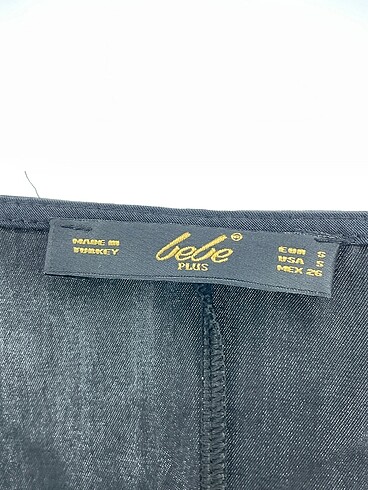 MADE IN
TURKEY
bebe®
PLUS
EUR S
USA S
MEX 26